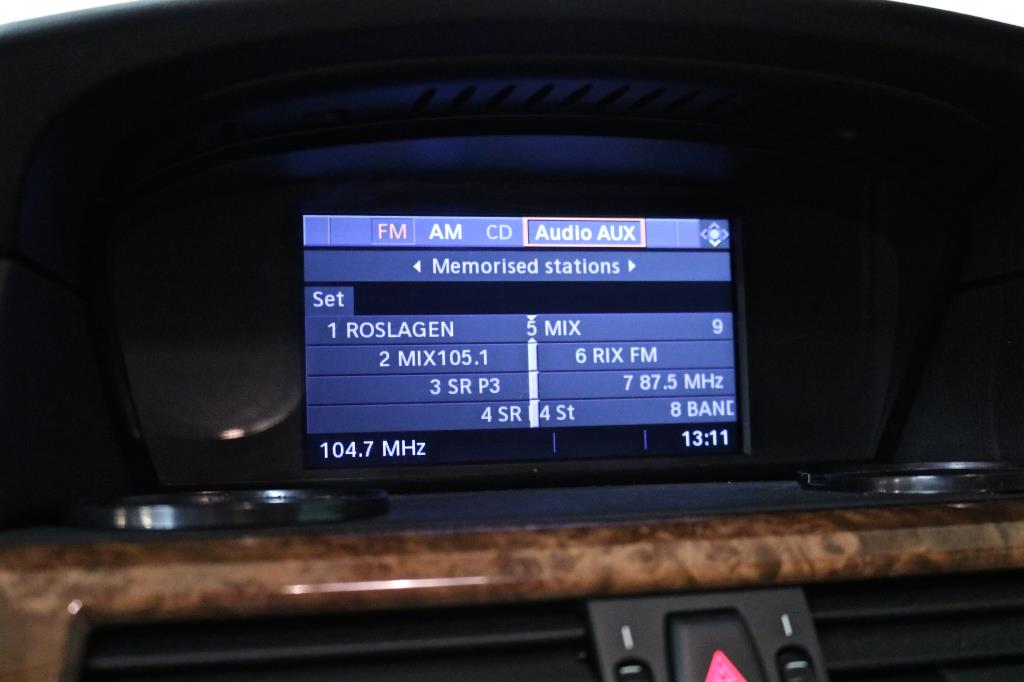 FM AM CD Audio AUX
Memorised stations
Set
1 ROSLAGEN 5 MIX 9
2 MIX105.1 6 RIX FM
3 SR P3 7 87.5 MHz
4 SR 4 St 8 BAND
104.7 MHz 13:11